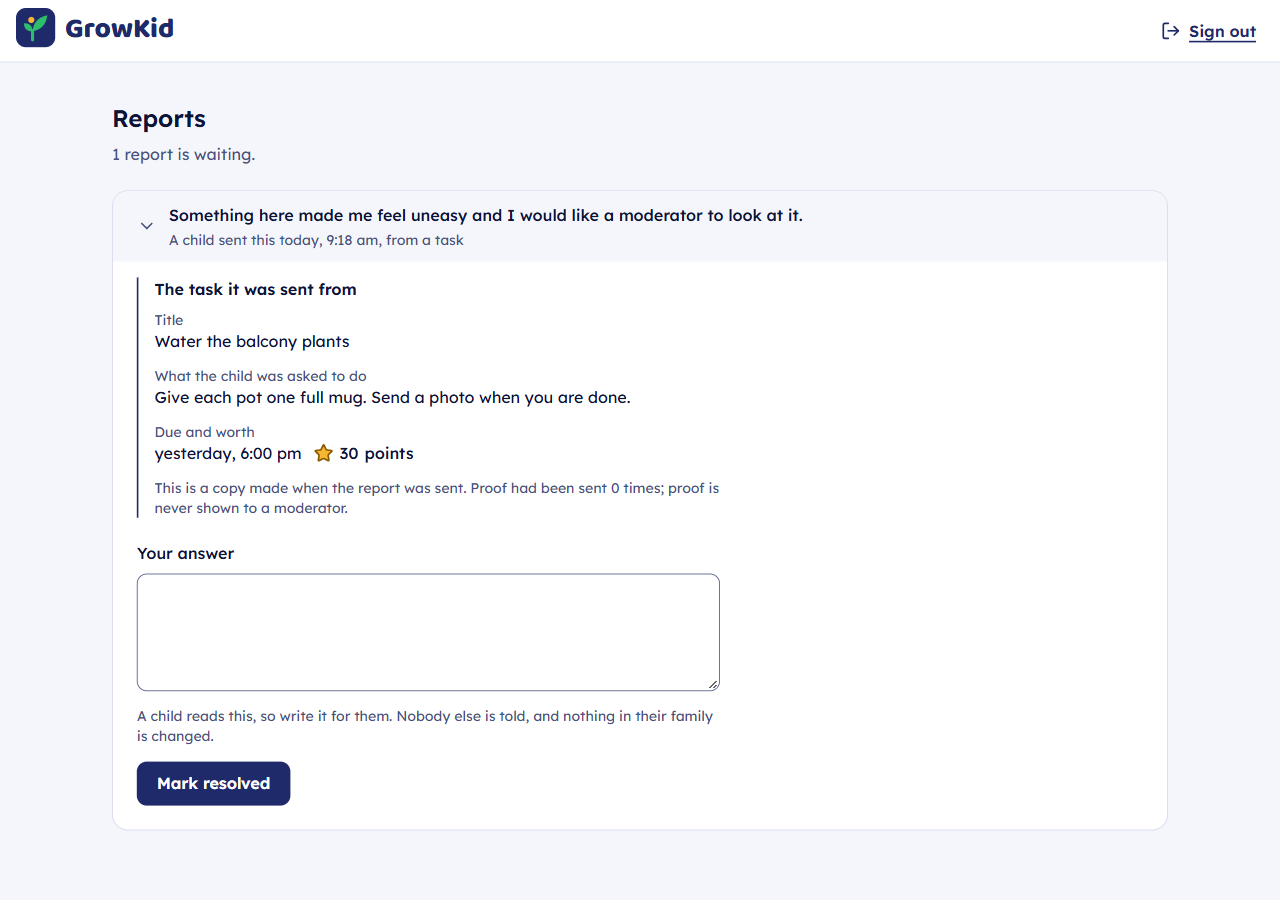 GrowKid
Sign out
Reports
1 report is waiting.
Something here made me feel uneasy and I would like a moderator to look at it.
A child sent this today, 9:18 am, from a task
The task it was sent from
Title
Water the balcony plants
What the child was asked to do
Give each pot one full mug. Send a photo when you are done.
Due and worth
yesterday, 6:00 pm 30 points
This is a copy made when the report was sent. Proof had been sent 0 times; proof is
never shown to a moderator.
Your answer
A child reads this, so write it for them. Nobody else is told, and nothing in their family
is changed.
Mark resolved